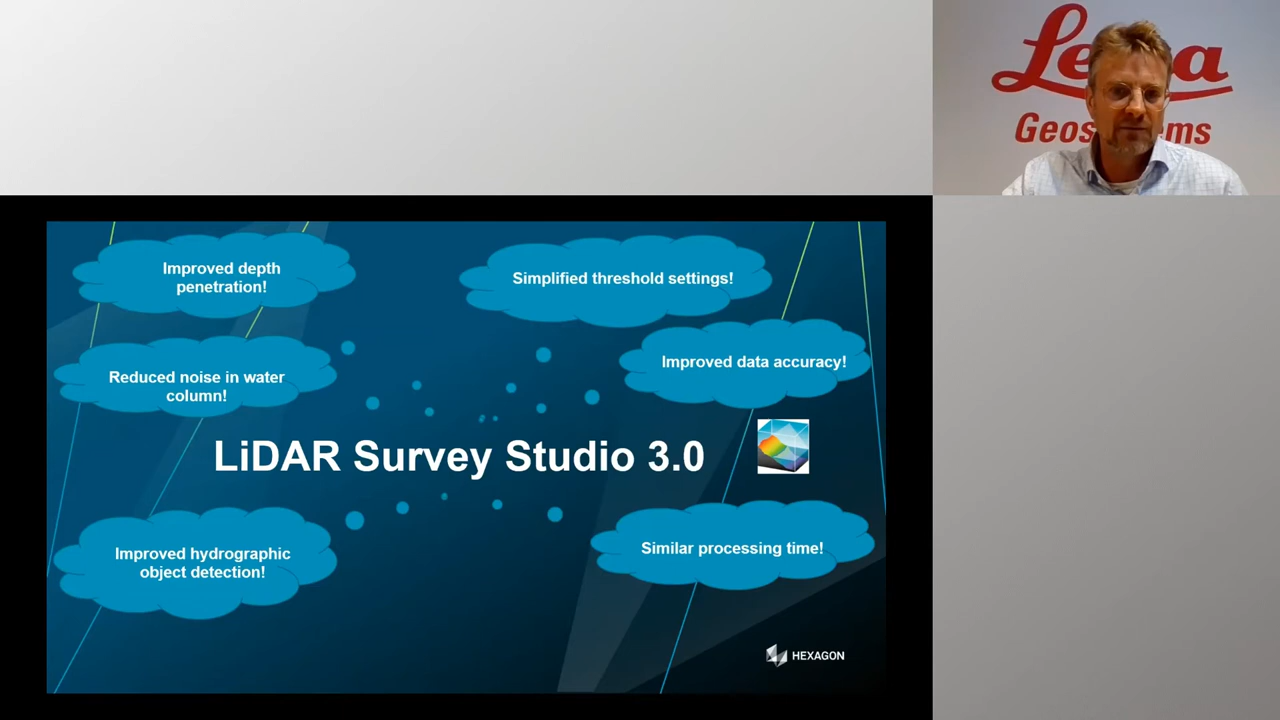 Geos ms
Improved depth
penetration!
Simplified threshold settings!
Improved data accuracy!
Reduced noise in water
column!
LiDAR Survey Studio 3.0
Improved hydrographic
object detection!
Similar processing time!
HEXAGON